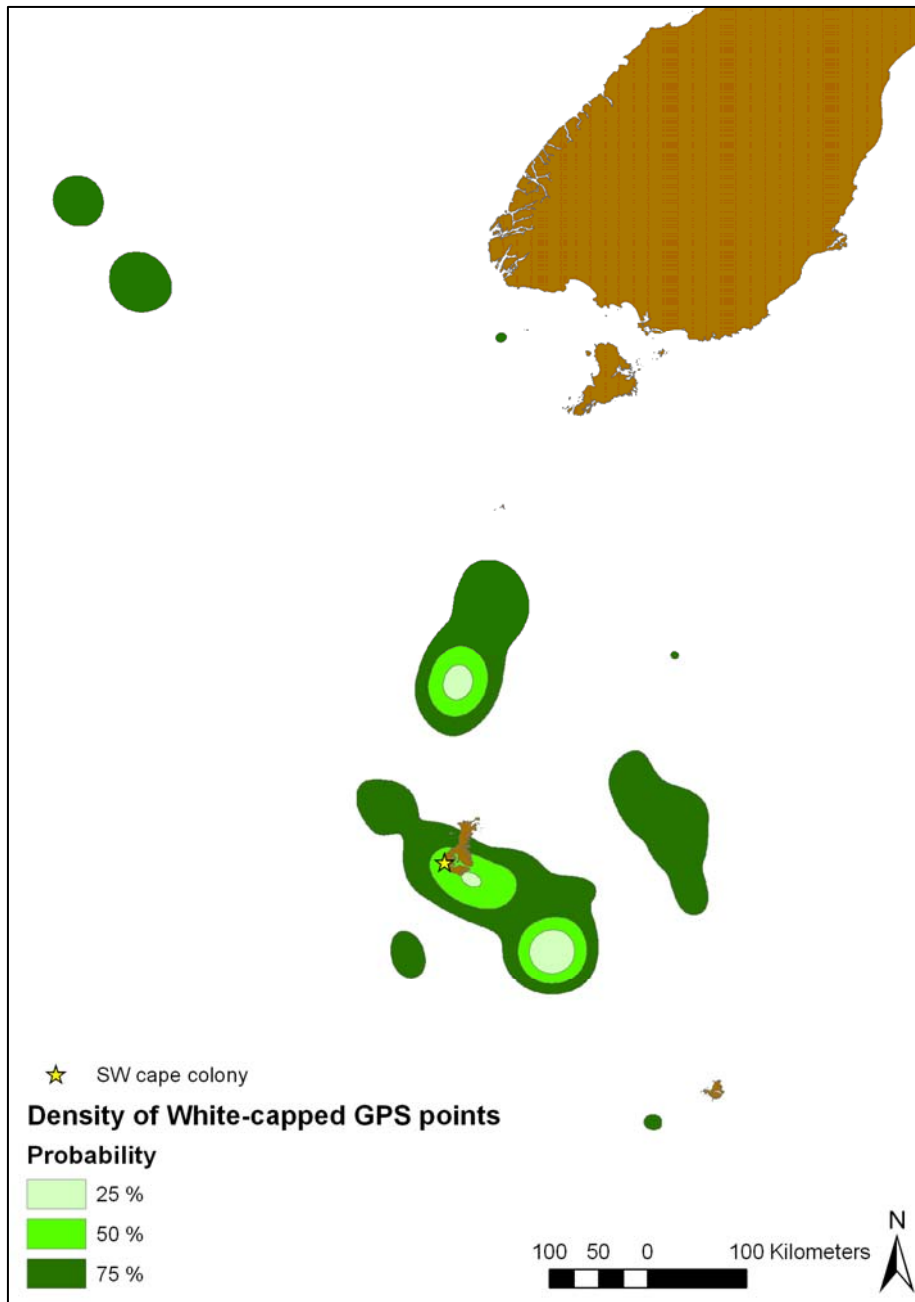 SW cape colony
Density of White-capped GPS points
Probability
25 %
50 %
75 %
N
100 50 0 100 Kilometers